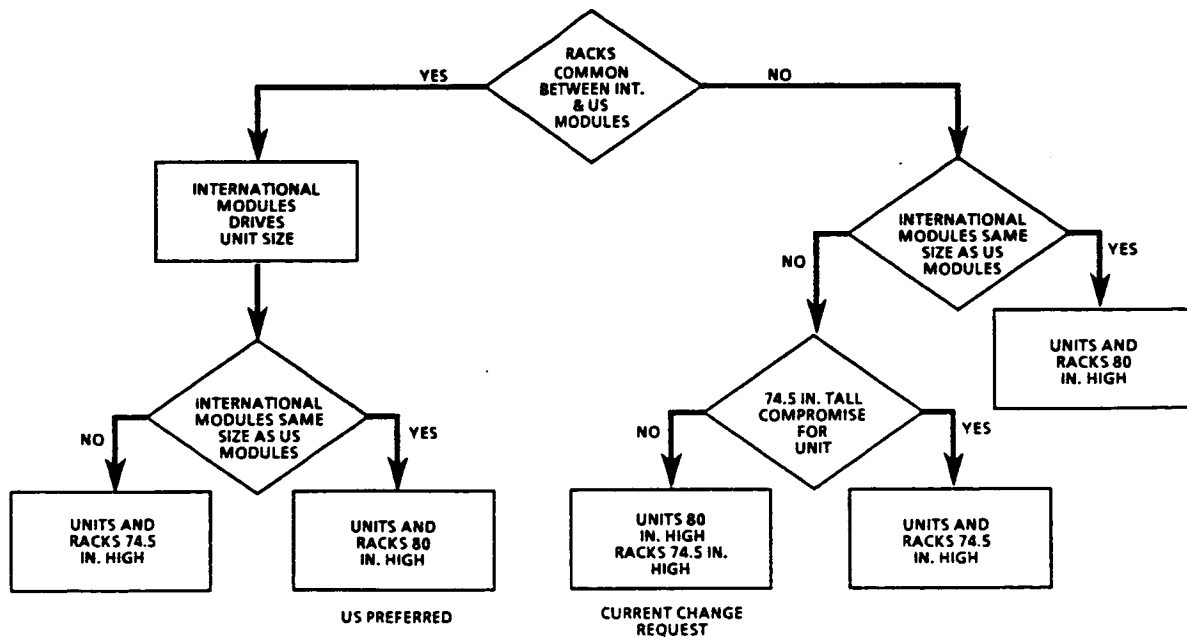 RACKS
COMMON
BETWEEN INT.
& US
MODULES
YES
NO
INTERNATIONAL
MODULES
DRIVES
UNIT SIZE
INTERNATIONAL
MODULES SAME
SIZE AS US
MODULES
NO
YES
UNITS AND
RACKS 80
IN. HIGH
INTERNATIONAL
MODULES SAME
SIZE AS US
MODULES
NO
YES
74.5 IN. TALL
COMPROMISE
FOR
UNIT
NO
YES
UNITS AND
RACKS 74.5
IN. HIGH
UNITS AND
RACKS 80
IN. HIGH
US PREFERRED
UNITS 80
IN. HIGH
RACKS 74.5 IN.
HIGH
CURRENT CHANGE
REQUEST
UNITS AND
RACKS 74.5
IN. HIGH